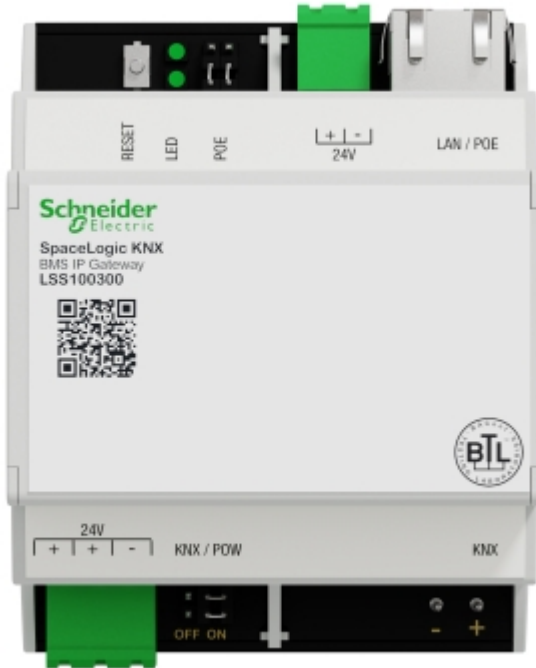 RESET
LED
POE
+ -
24V
LAN / POE
Schneider
Electric
SpaceLogic KNX
BMS IP Gateway
LSS100300
BTL
24V
+ + -
KNX / POW
KNX
OFF ON
- +